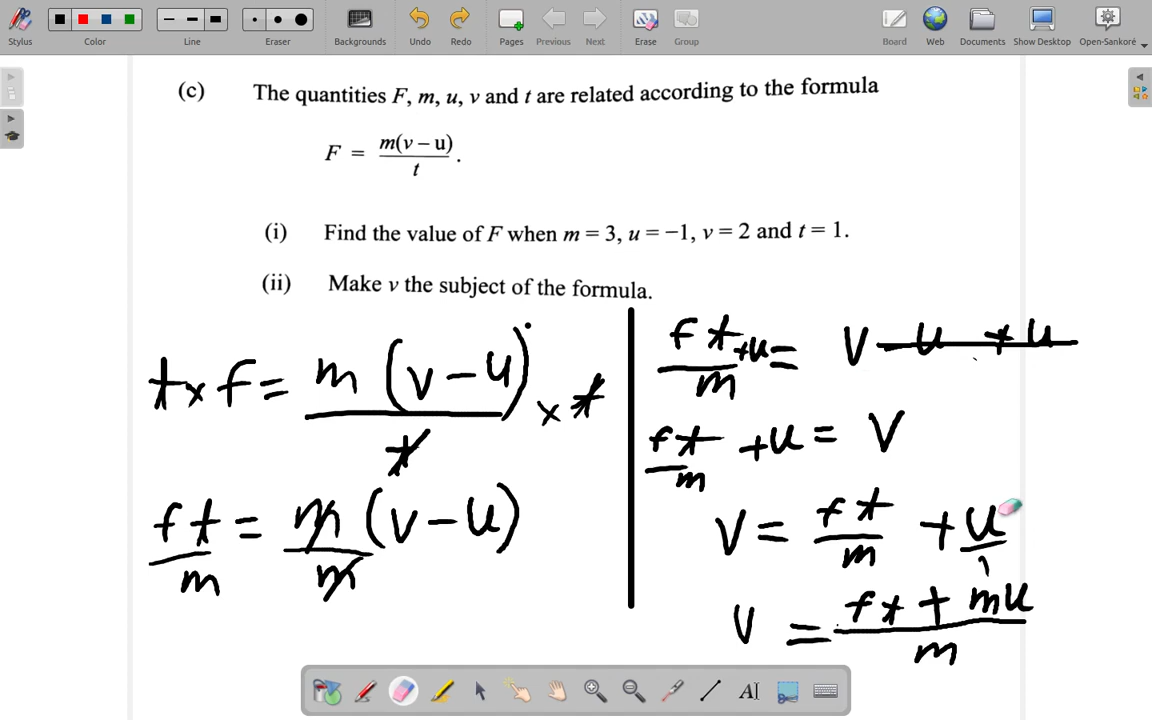 Stylus Color Line Eraser Backgrounds Undo Redo Pages Previous Next Erase Group Board Web Documents Show Desktop Open-Sankoré
(c) The quantities F, m, u, v and t are related according to the formula
F = m(v – u)/t.
(i) Find the value of F when m = 3, u = −1, v = 2 and t = 1.
(ii) Make v the subject of the formula.
t x f = m (v - u)/t x t
ft/m = m (v - u)/m
ft/m + u = v - u + u
ft/m + u = v
v = ft/m + u/1
v = ft + mu/m